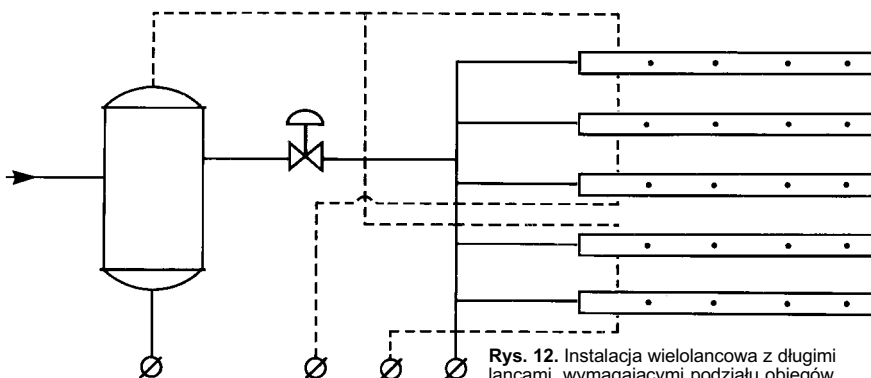 Rys. 12. Instalacja wielolancowa z długimi
lancami, wymagającymi podziału obiegów